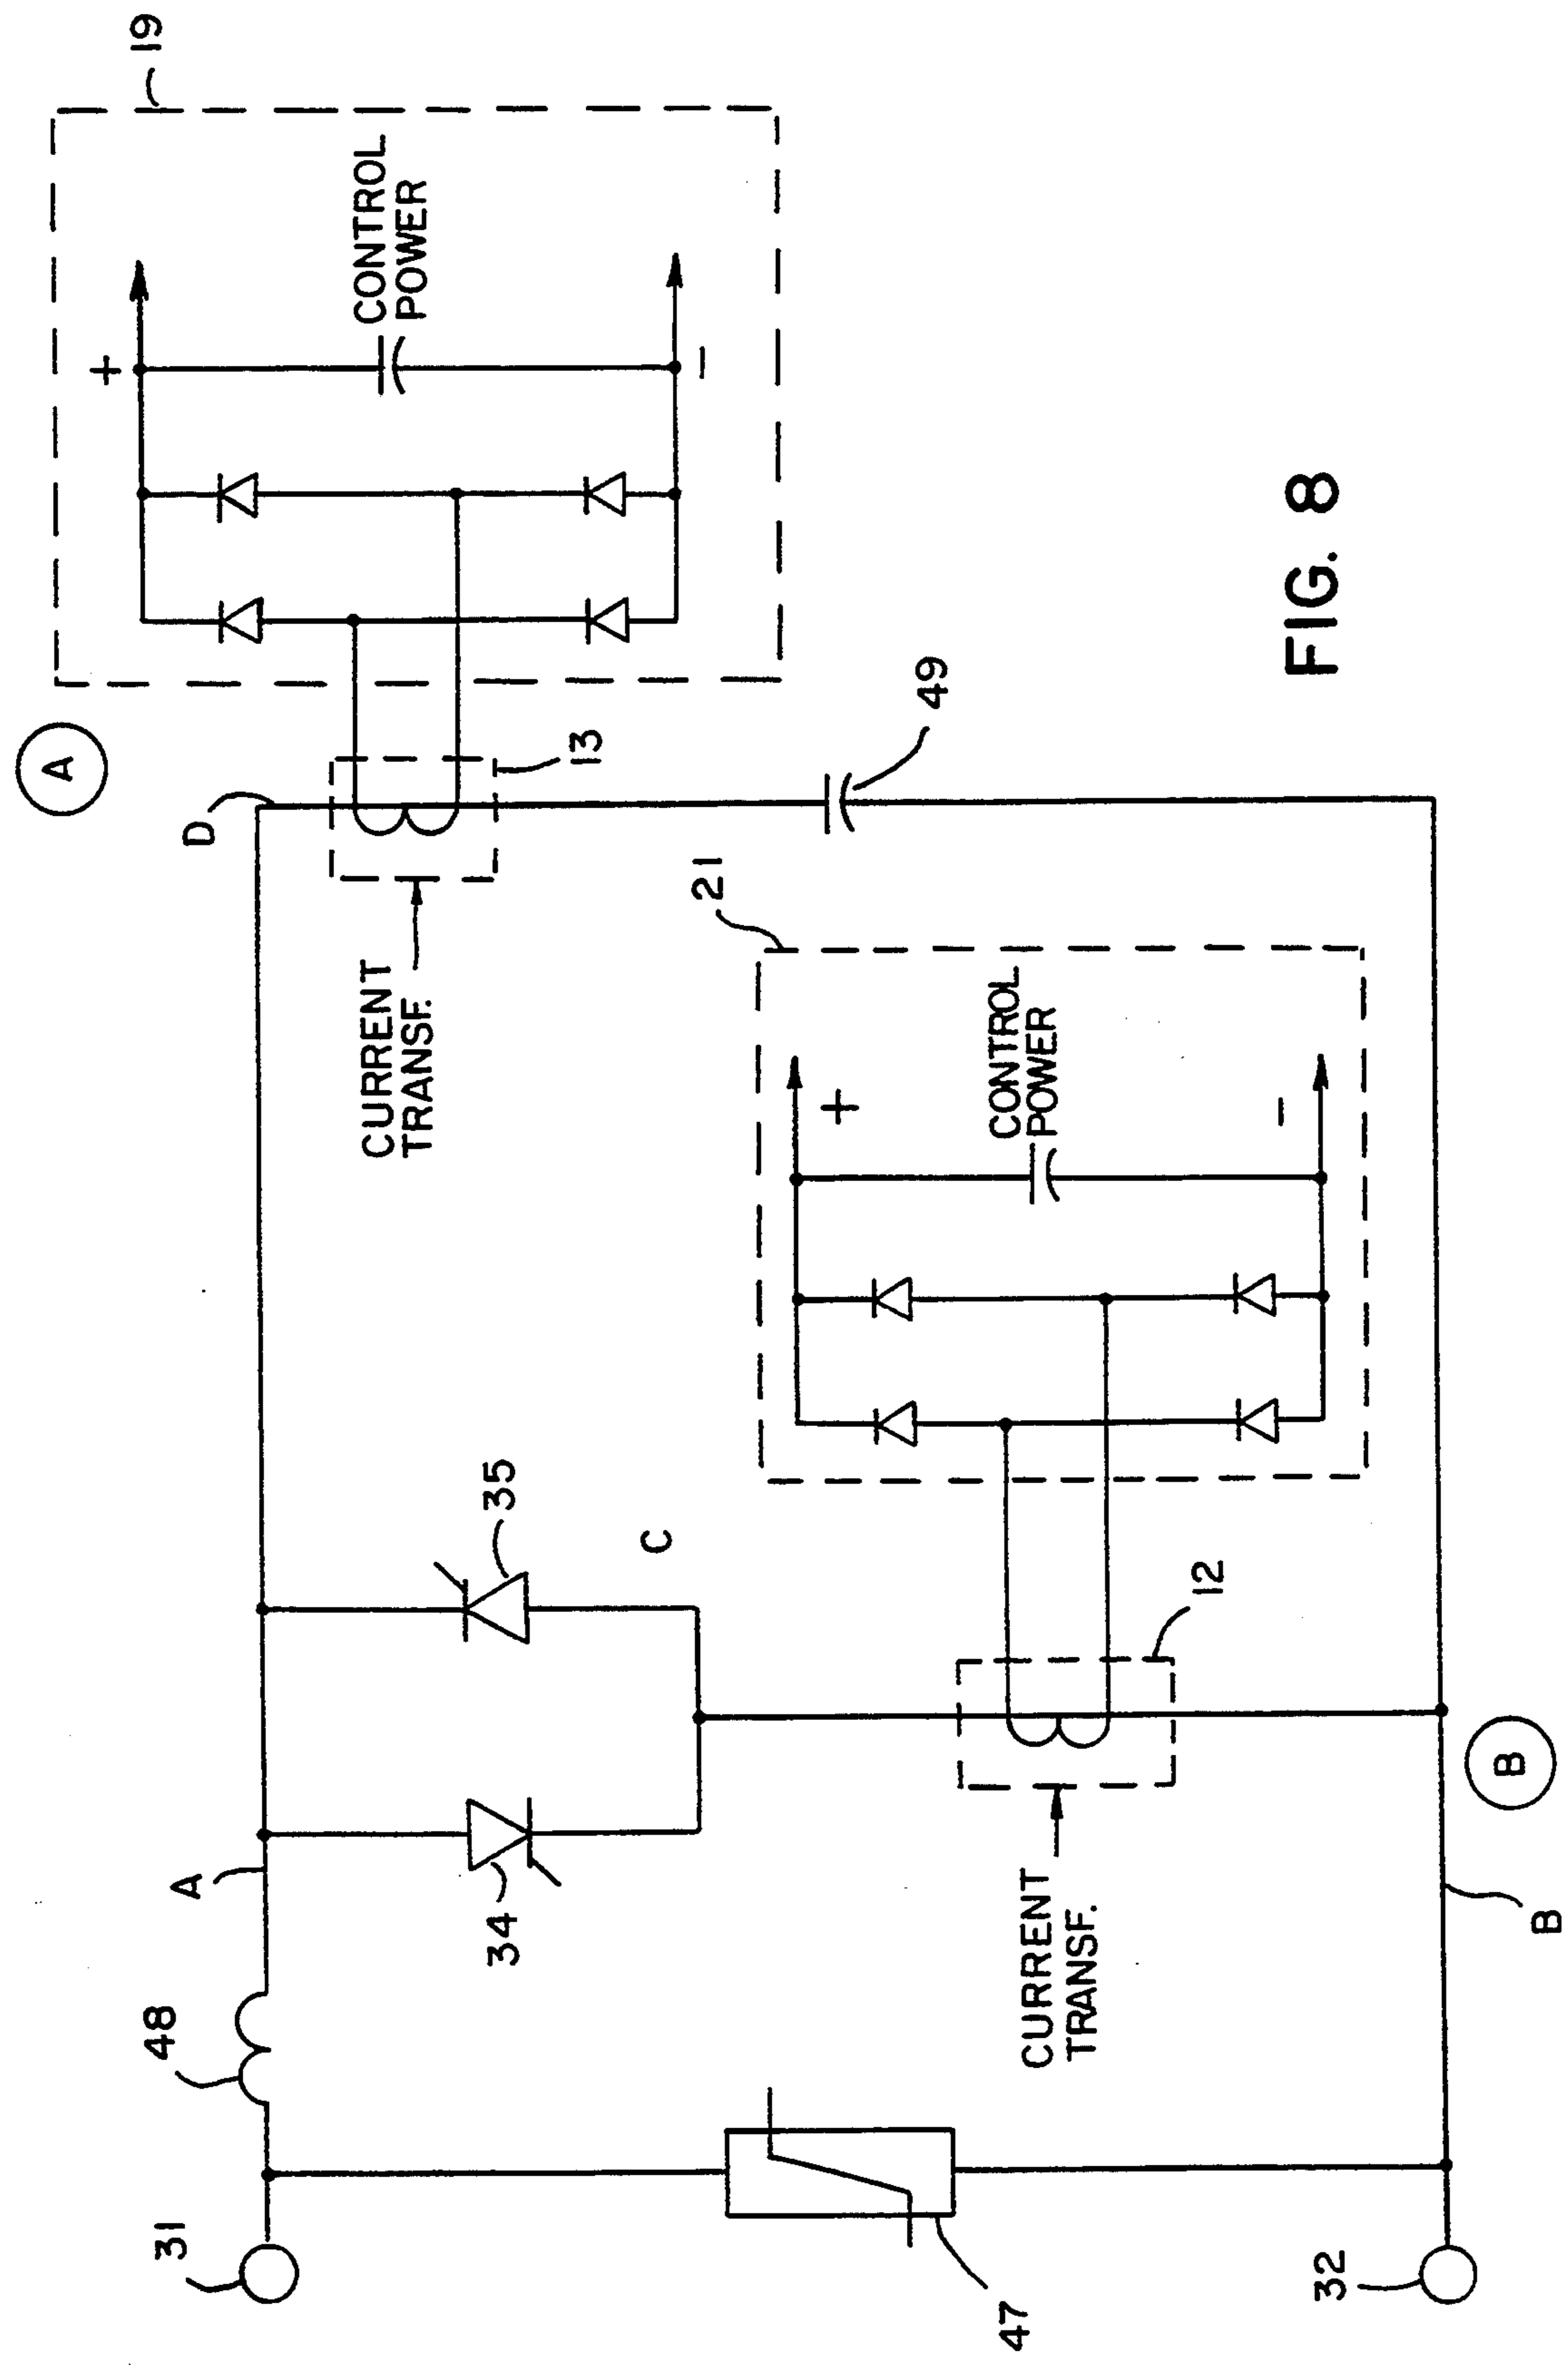 19
A
+
CONTROL
POWER
-
D
13
CURRENT
TRANSF.
49
21
+
CONTROL
POWER
-
35
C
A
34
12
48
CURRENT
TRANSF.
B
B
31
47
32
FIG. 8